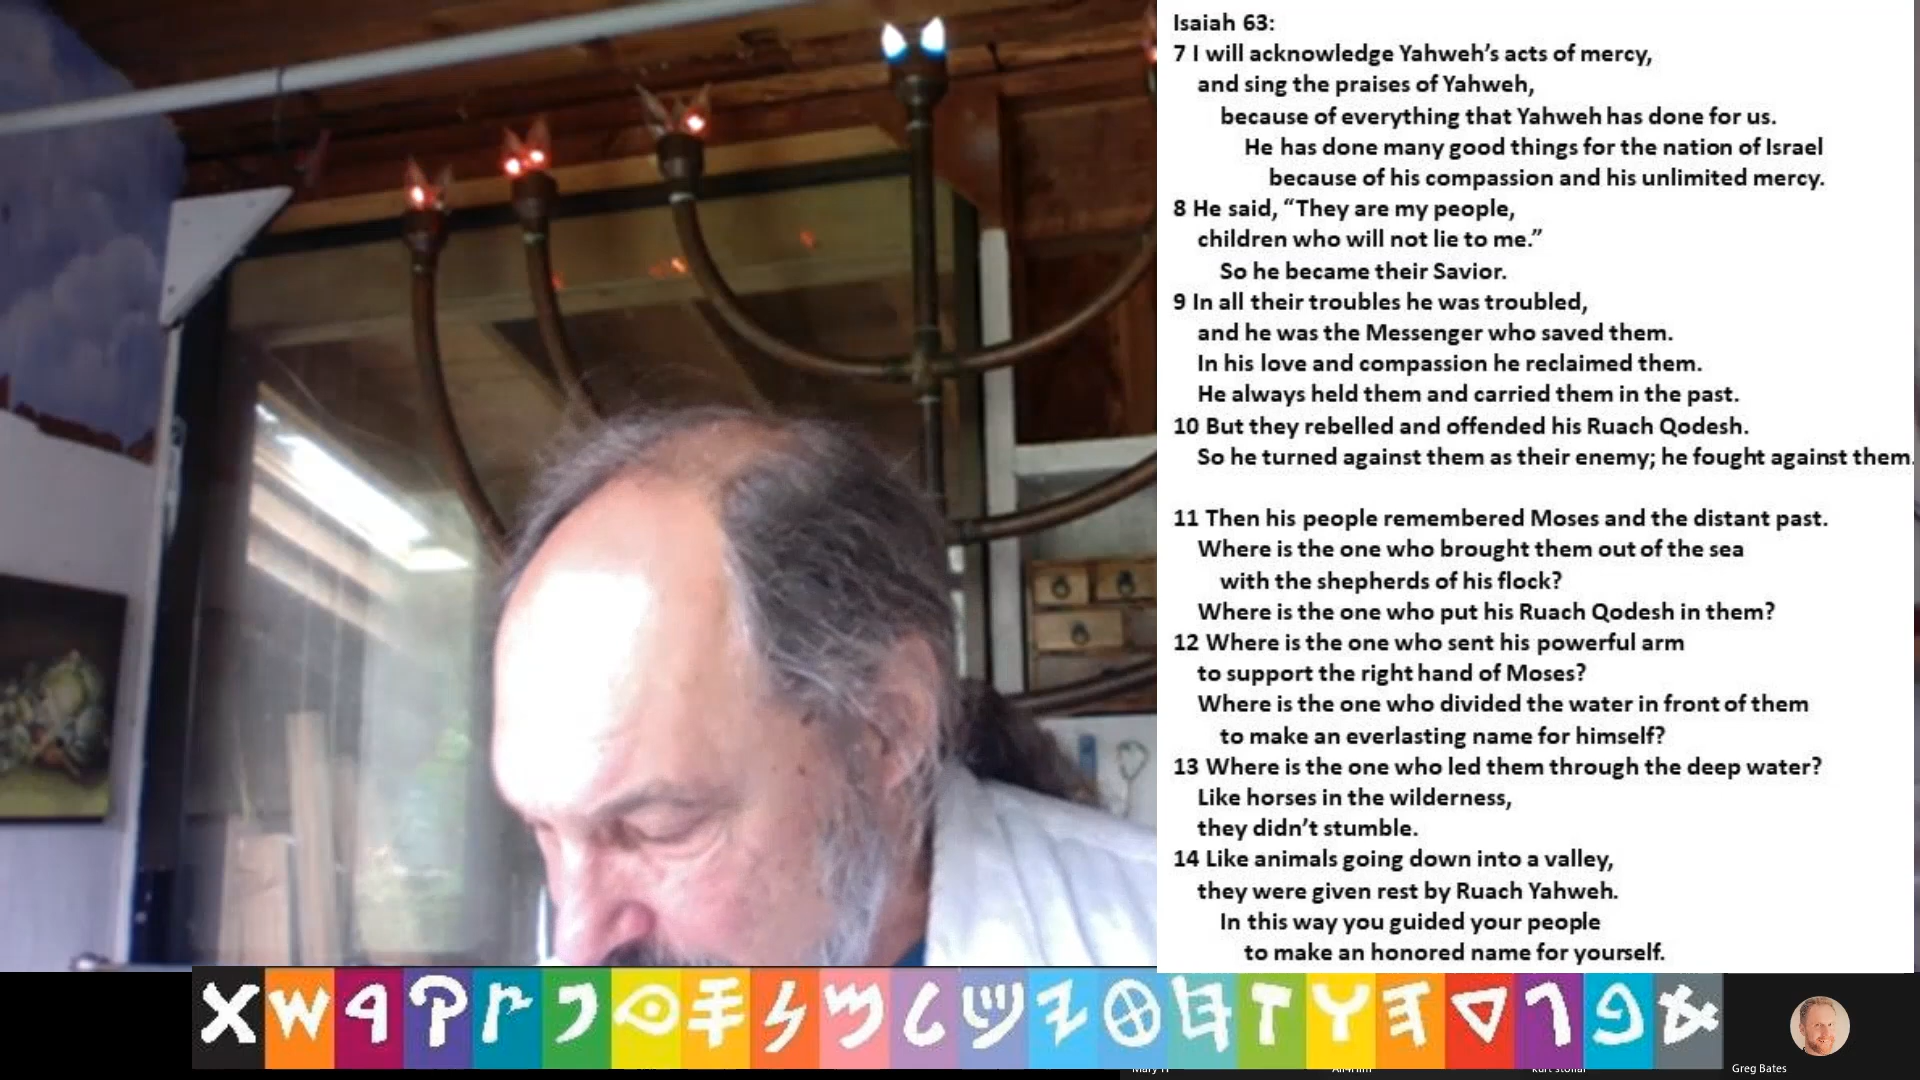 Isaiah 63:
7 I will acknowledge Yahweh’s acts of mercy,
and sing the praises of Yahweh,
because of everything that Yahweh has done for us.
He has done many good things for the nation of Israel
because of his compassion and his unlimited mercy.
8 He said, “They are my people,
children who will not lie to me.”
So he became their Savior.
9 In all their troubles he was troubled,
and he was the Messenger who saved them.
In his love and compassion he reclaimed them.
He always held them and carried them in the past.
10 But they rebelled and offended his Ruach Qodesh.
So he turned against them as their enemy; he fought against them.
11 Then his people remembered Moses and the distant past.
Where is the one who brought them out of the sea
with the shepherds of his flock?
Where is the one who put his Ruach Qodesh in them?
12 Where is the one who sent his powerful arm
to support the right hand of Moses?
Where is the one who divided the water in front of them
to make an everlasting name for himself?
13 Where is the one who led them through the deep water?
Like horses in the wilderness,
they didn’t stumble.
14 Like animals going down into a valley,
they were given rest by Ruach Yahweh.
In this way you guided your people
to make an honored name for yourself.
𐤀𐤁𐤂𐤃𐤄𐤅𐤆𐤇𐤈𐤉𐤊𐤋𐤌𐤍𐤎𐤏𐤐𐤑𐤒𐤓𐤔𐤕
Greg Bates